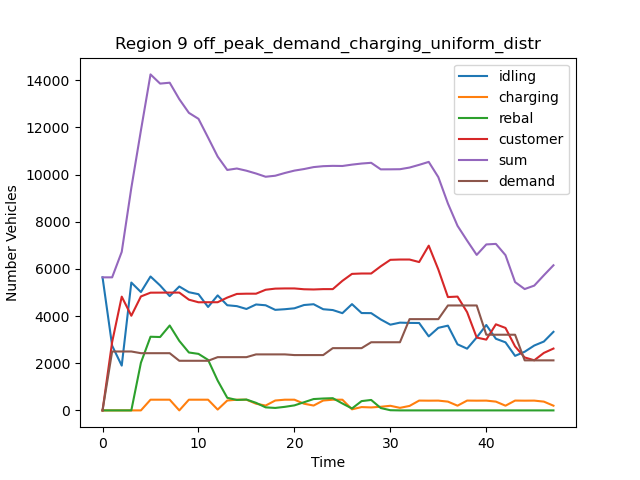 Region 9 off_peak_demand_charging_uniform_distr
14000
12000
10000
8000
6000
4000
2000
0
Number Vehicles
0
10
20
30
40
Time
idling
charging
rebal
customer
sum
demand